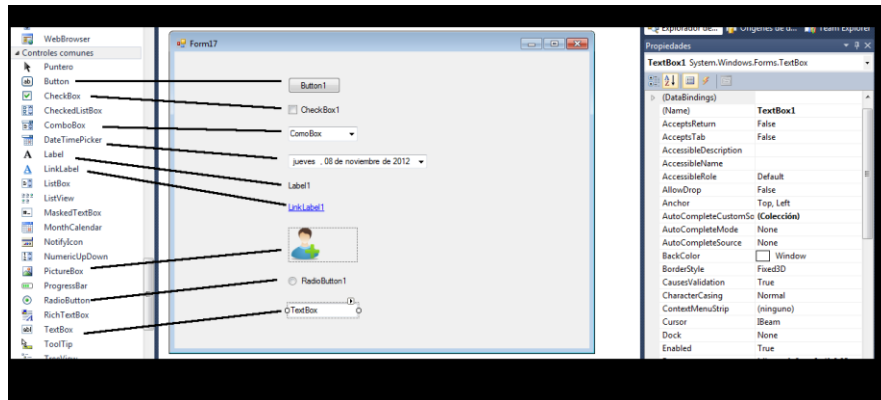 WebBrowser
Controles comunes
Puntero
Button
CheckBox
CheckedListBox
ComboBox
DateTimePicker
Label
LinkLabel
ListBox
ListView
MaskedTextBox
MonthCalendar
NotifyIcon
NumericUpDown
PictureBox
ProgressBar
RadioButton
RichTextBox
TextBox
ToolTip
TreeView
Form17
Button1
CheckBox1
ComoBox
jueves , 08 de noviembre de 2012
Label1
LinkLabel1
RadioButton1
TextBox
Explorador de... Orígenes de d... Team Explorer
Propiedades
TextBox1 System.Windows.Forms.TextBox
(DataBindings)
(Name) TextBox1
AcceptsReturn False
AcceptsTab False
AccessibleDescription
AccessibleName
AccessibleRole Default
AllowDrop False
Anchor Top, Left
AutoCompleteCustomSo (Colección)
AutoCompleteMode None
AutoCompleteSource None
BackColor Window
BorderStyle Fixed3D
CausesValidation True
CharacterCasing Normal
ContextMenuStrip (ninguno)
Cursor IBeam
Dock None
Enabled True